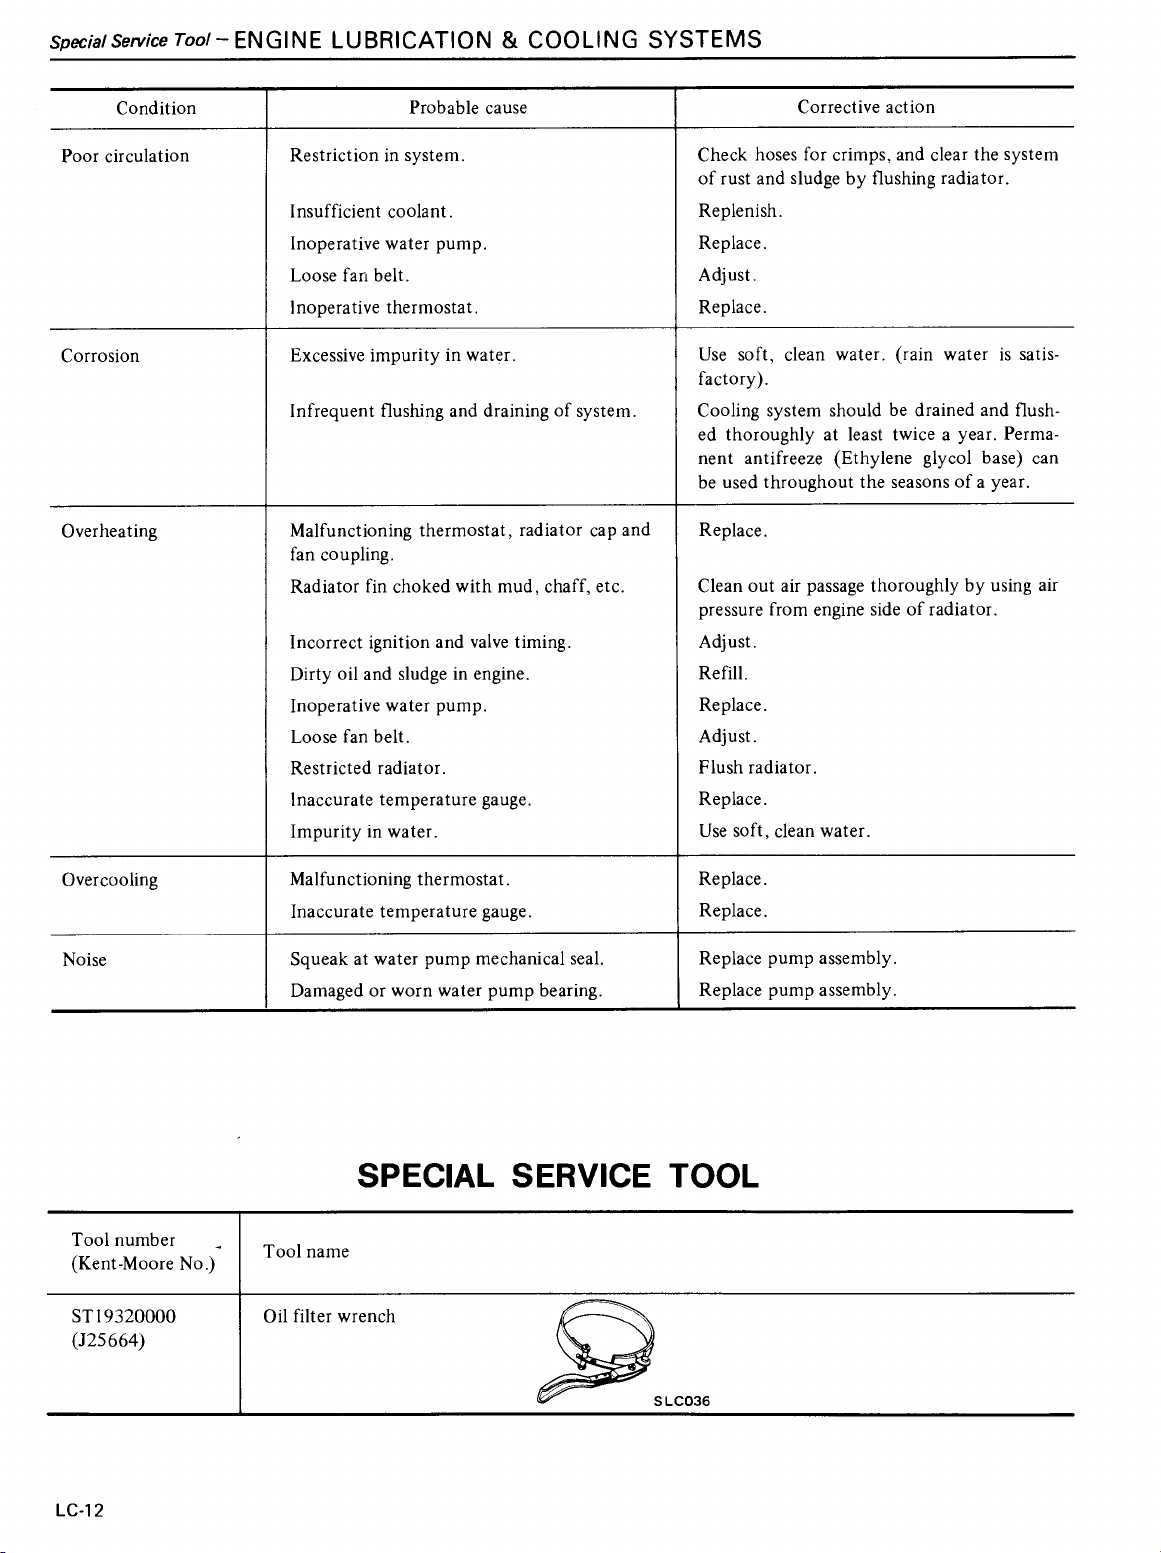 Special Service Tool – ENGINE LUBRICATION & COOLING SYSTEMS
Condition Probable cause Corrective action
Poor circulation Restriction in system. Check hoses for crimps, and clear the system
of rust and sludge by flushing radiator.
Insufficient coolant. Replenish.
Inoperative water pump. Replace.
Loose fan belt. Adjust.
Inoperative thermostat. Replace.
Corrosion Excessive impurity in water. Use soft, clean water. (rain water is satis-
factory).
Infrequent flushing and draining of system. Cooling system should be drained and flush-
ed thoroughly at least twice a year. Perma-
nent antifreeze (Ethylene glycol base) can
be used throughout the seasons of a year.
Overheating Malfunctioning thermostat, radiator cap and Replace.
fan coupling.
Radiator fin choked with mud, chaff, etc. Clean out air passage thoroughly by using air
pressure from engine side of radiator.
Incorrect ignition and valve timing. Adjust.
Dirty oil and sludge in engine. Refill.
Inoperative water pump. Replace.
Loose fan belt. Adjust.
Restricted radiator. Flush radiator.
Inaccurate temperature gauge. Replace.
Impurity in water. Use soft, clean water.
Overcooling Malfunctioning thermostat. Replace.
Inaccurate temperature gauge. Replace.
Noise Squeak at water pump mechanical seal. Replace pump assembly.
Damaged or worn water pump bearing. Replace pump assembly.
SPECIAL SERVICE TOOL
Tool number
(Kent-Moore No.)
Tool name
ST19320000 Oil filter wrench
(J25664)
SLC036
LC-12